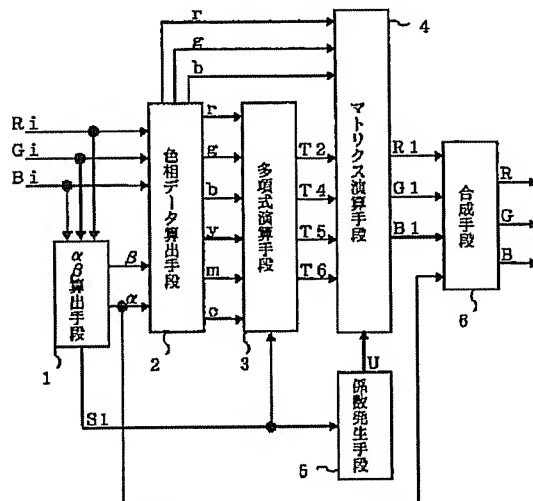 r
g
b
4
Ri
Gi
Bi
αβ算出手段
1
β
α
S1
色相データ算出手段
2
r
g
b
y
m
c
多項式演算手段
3
T2
T4
T5
T6
マトリクス演算手段
U
係数発生手段
5
R1
G1
B1
合成手段
6
R
G
B